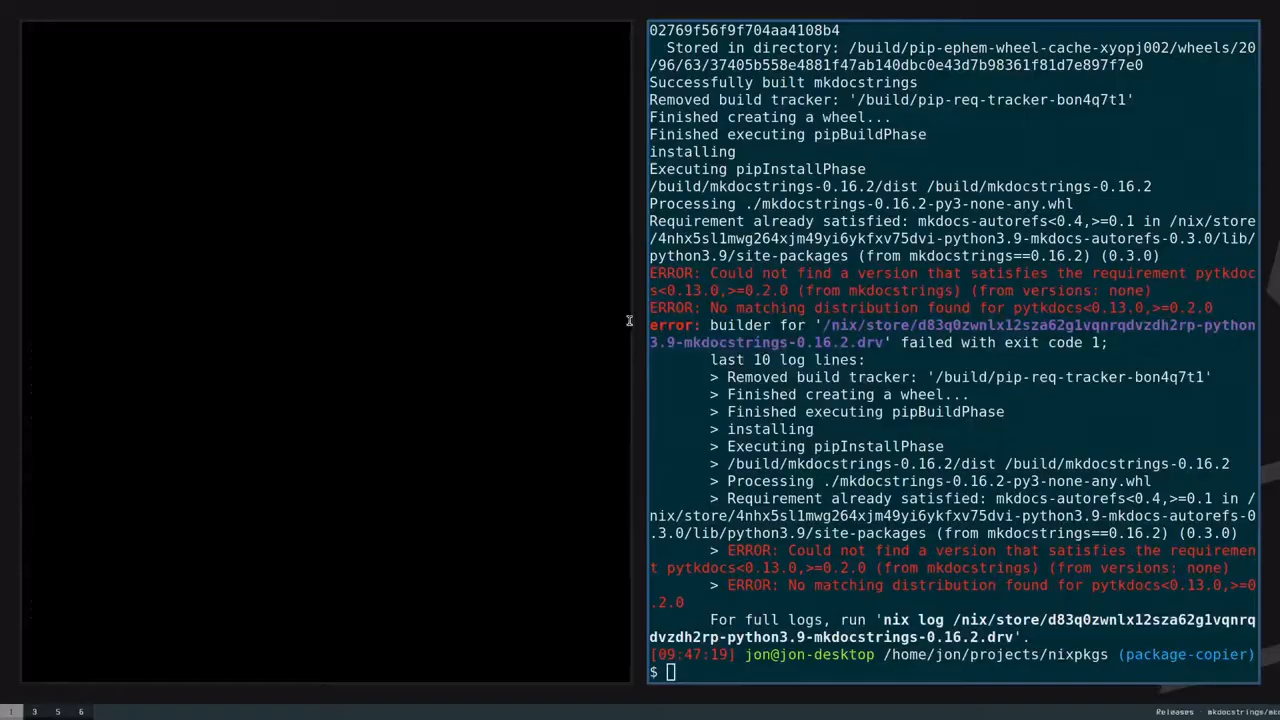 02769f56f9f704aa4108b4
  Stored in directory: /build/pip-ephem-wheel-cache-xyopj002/wheels/20
/96/63/37405b558e4881f47ab140dbc0e43d7b98361f81d7e897f7e0
Successfully built mkdocstrings
Removed build tracker: '/build/pip-req-tracker-bon4q7t1'
Finished creating a wheel...
Finished executing pipBuildPhase
installing
Executing pipInstallPhase
/build/mkdocstrings-0.16.2/dist /build/mkdocstrings-0.16.2
Processing ./mkdocstrings-0.16.2-py3-none-any.whl
Requirement already satisfied: mkdocs-autorefs<0.4,>=0.1 in /nix/store
/4nhx5sl1mwg264xjm49yi6ykfxv75dvi-python3.9-mkdocs-autorefs-0.3.0/lib/
python3.9/site-packages (from mkdocstrings==0.16.2) (0.3.0)
ERROR: Could not find a version that satisfies the requirement pytkdoc
s<0.13.0,>=0.2.0 (from mkdocstrings) (from versions: none)
ERROR: No matching distribution found for pytkdocs<0.13.0,>=0.2.0
error: builder for '/nix/store/d83q0zwnlx12sza62g1vqnrqdvzdh2rp-python
3.9-mkdocstrings-0.16.2.drv' failed with exit code 1;
       last 10 log lines:
       > Removed build tracker: '/build/pip-req-tracker-bon4q7t1'
       > Finished creating a wheel...
       > Finished executing pipBuildPhase
       > installing
       > Executing pipInstallPhase
       > /build/mkdocstrings-0.16.2/dist /build/mkdocstrings-0.16.2
       > Processing ./mkdocstrings-0.16.2-py3-none-any.whl
       > Requirement already satisfied: mkdocs-autorefs<0.4,>=0.1 in /
nix/store/4nhx5sl1mwg264xjm49yi6ykfxv75dvi-python3.9-mkdocs-autorefs-0
.3.0/lib/python3.9/site-packages (from mkdocstrings==0.16.2) (0.3.0)
       > ERROR: Could not find a version that satisfies the requiremen
t pytkdocs<0.13.0,>=0.2.0 (from mkdocstrings) (from versions: none)
       > ERROR: No matching distribution found for pytkdocs<0.13.0,>=0
.2.0
       For full logs, run 'nix log /nix/store/d83q0zwnlx12sza62g1vqnrq
dvzdh2rp-python3.9-mkdocstrings-0.16.2.drv'.
[09:47:19] jon@jon-desktop /home/jon/projects/nixpkgs (package-copier)
$
1 3 5 6
Releases · mkdocstrings/